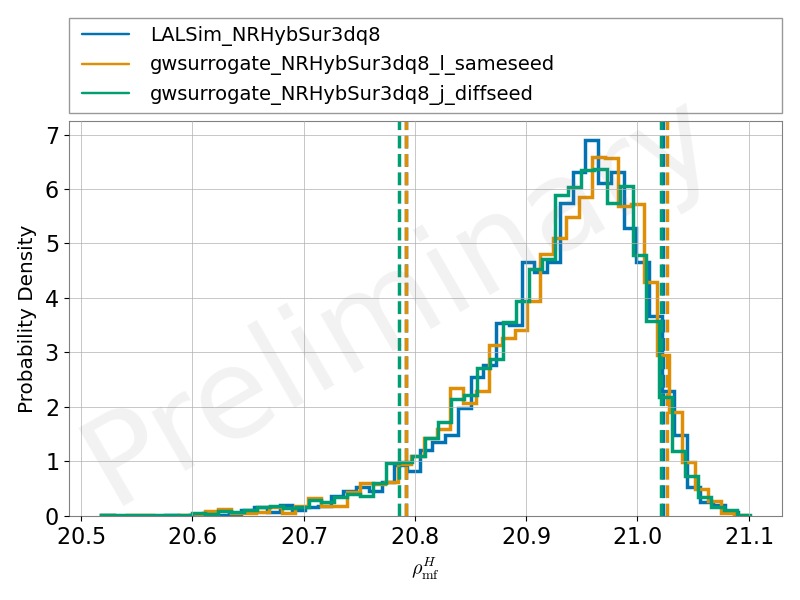 LALSim_NRHybSur3dq8
gwsurrogate_NRHybSur3dq8_l_sameseed
gwsurrogate_NRHybSur3dq8_j_diffseed
7
6
5
4
3
2
1
0
Probability Density
Preliminary
20.5 20.6 20.7 20.8 20.9 21.0 21.1
ρ_mf^H